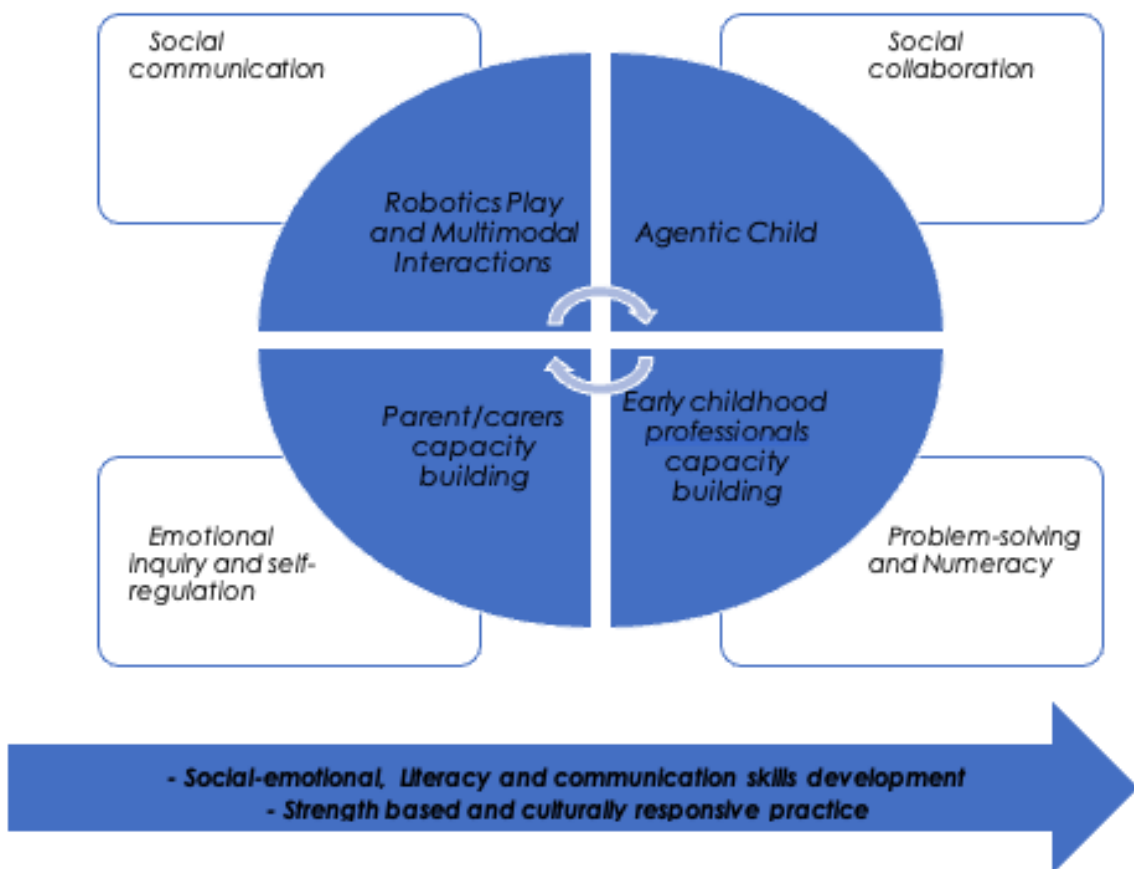 Social
communication
Social
collaboration
Robotics Play
and Multimodal
Interactions
Agentic Child
Parent/carers
capacity
building
Early childhood
professionals
capacity
building
Emotional
inquiry and self-
regulation
Problem-solving
and Numeracy
- Social-emotional, Literacy and communication skills development
- Strength based and culturally responsive practice